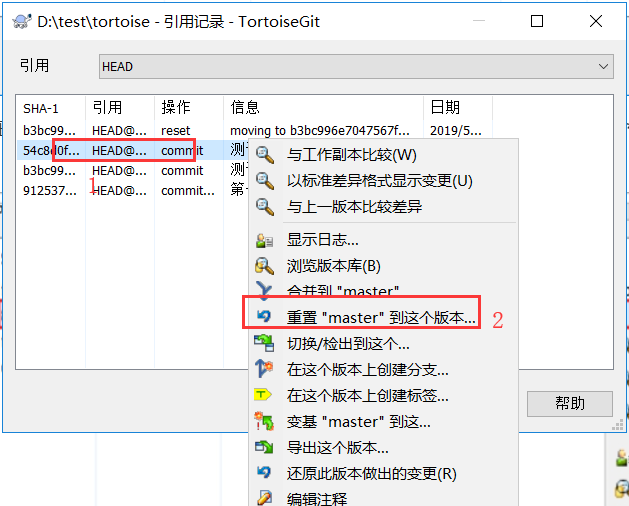 D:\test\tortoise - 引用记录 - TortoiseGit
引用
HEAD
SHA-1 引用 操作 信息 日期
b3bc99... HEAD@... reset moving to b3bc996e7047567f... 2019/5...
54c8d0f... HEAD@... commit
b3bc99... HEAD@... commit
912537... HEAD@... commit... 第
1
与工作副本比较(W)
以标准差异格式显示变更(U)
与上一版本比较差异
显示日志...
浏览版本库(B)
合并到 "master"
重置 "master" 到这个版本...
2
切换/检出到这个...
在这个版本上创建分支...
在这个版本上创建标签...
变基 "master" 到这...
导出这个版本...
还原此版本做出的变更(R)
编辑注释
帮助